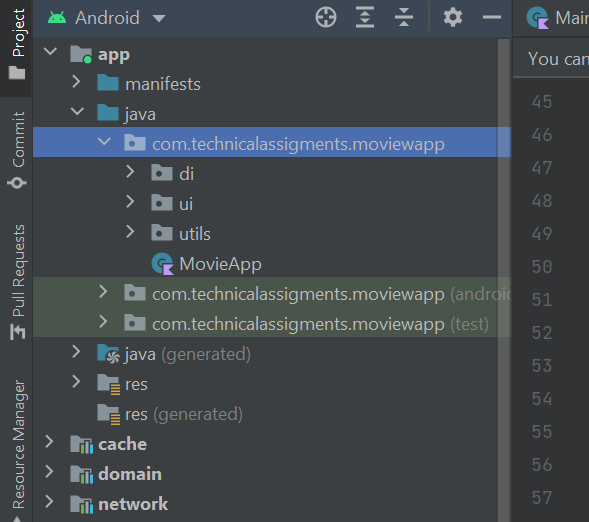 Project
Commit
Pull Requests
Resource Manager
Android
app
manifests
java
com.technicalassigments.moviewapp
di
ui
utils
MovieApp
com.technicalassigments.moviewapp (androi
com.technicalassigments.moviewapp (test)
java (generated)
res
res (generated)
cache
domain
network
Main
You can
45
46
47
48
49
50
51
52
53
54
55
56
57